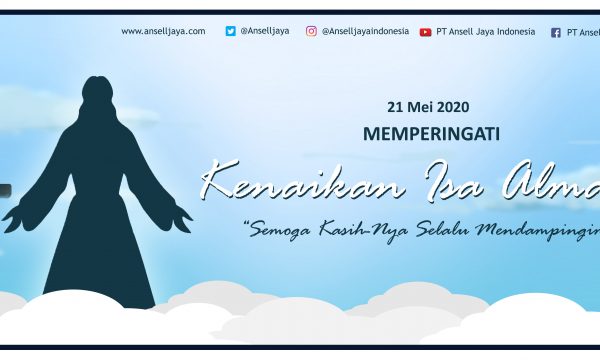 www.anselljaya.com @Anselljaya @Anselljayaindonesia PT Ansell Jaya Indonesia PT Ansell
21 Mei 2020
MEMPERINGATI
Kenaikan Isa Alma
“Semoga Kasih-Nya Selalu Mendampingin